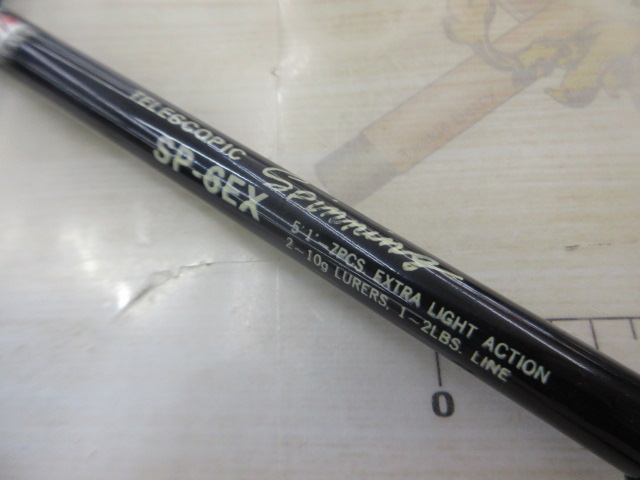 TELESCOPIC
SP-6EX Spinning
5'1"-7PCS EXTRA LIGHT ACTION
2-10g LURERS, 1-2LBS. LINE
0